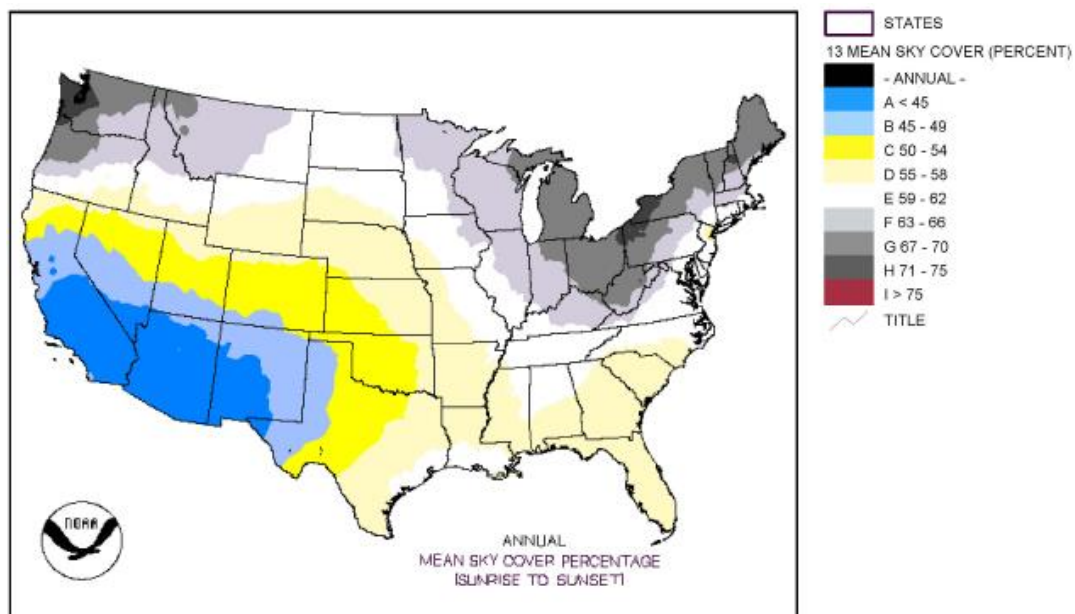 STATES
13 MEAN SKY COVER (PERCENT)
- ANNUAL -
A < 45
B 45 - 49
C 50 - 54
D 55 - 58
E 59 - 62
F 63 - 66
G 67 - 70
H 71 - 75
I > 75
TITLE
NOAA
ANNUAL
MEAN SKY COVER PERCENTAGE
(SUNRISE TO SUNSET)